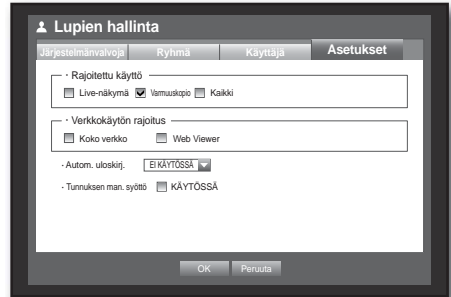 Lupien hallinta
Järjestelmänvalvoja Ryhmä Käyttäjä Asetukset
· Rajoitettu käyttö
Live-näkymä Varmuuskopio Kaikki
· Verkkokäytön rajoitus
Koko verkko Web Viewer
· Autom. uloskirj. EI KÄYTÖSSÄ
· Tunnuksen man. syöttö KÄYTÖSSÄ
OK Peruuta